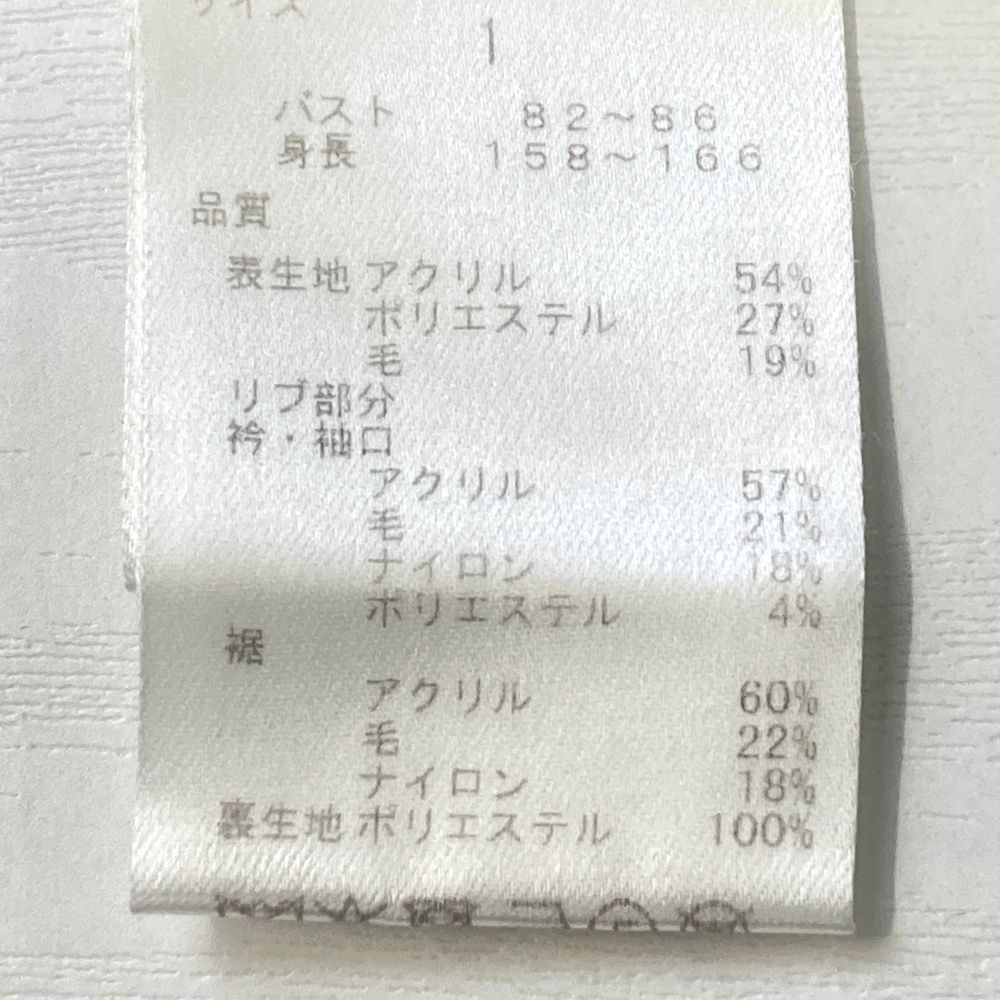 サイズ
1
バスト 82～86
身長 158～166
品質
表生地 アクリル 54%
ポリエステル 27%
毛 19%
リブ部分
衿・袖口
アクリル 57%
毛 21%
ナイロン 18%
ポリエステル 4%
裾
アクリル 60%
毛 22%
ナイロン 18%
裏生地 ポリエステル 100%